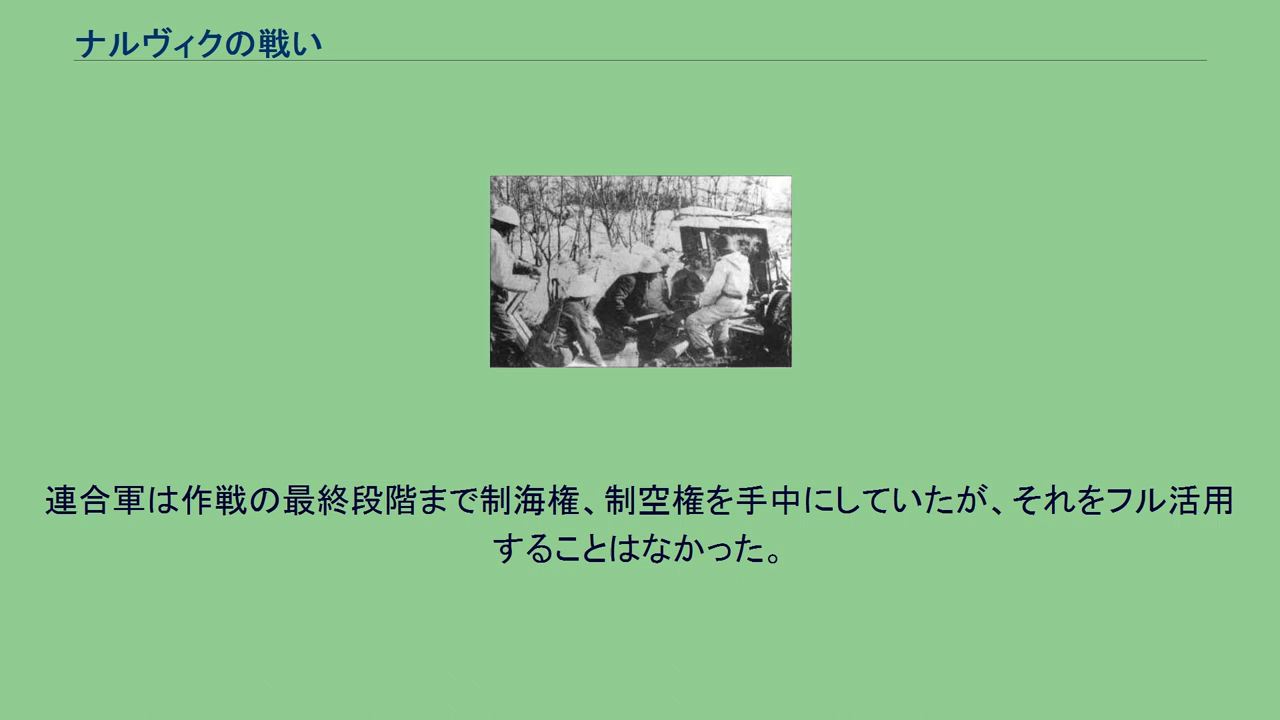 ナルヴィクの戦い
連合軍は作戦の最終段階まで制海権、制空権を手中にしていたが、それをフル活用
することはなかった。